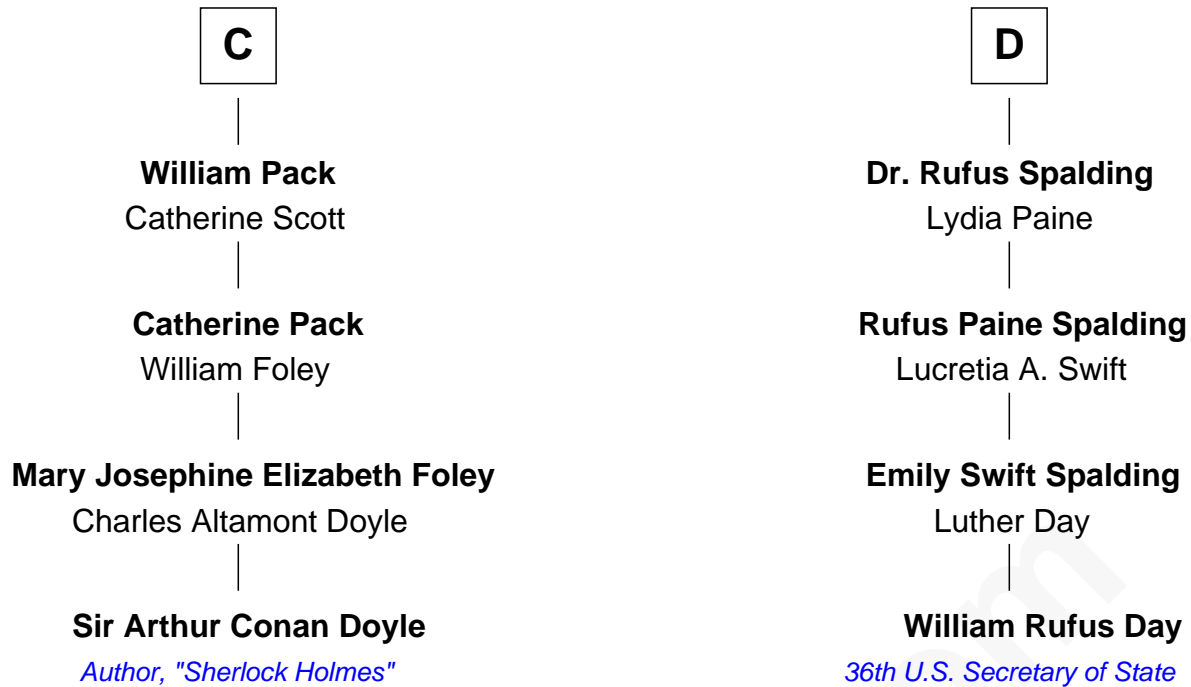 C
D
William Pack
Catherine Scott
Dr. Rufus Spalding
Lydia Paine
Catherine Pack
William Foley
Rufus Paine Spalding
Lucretia A. Swift
Mary Josephine Elizabeth Foley
Charles Altamont Doyle
Emily Swift Spalding
Luther Day
Sir Arthur Conan Doyle
Author, "Sherlock Holmes"
William Rufus Day
36th U.S. Secretary of State
om